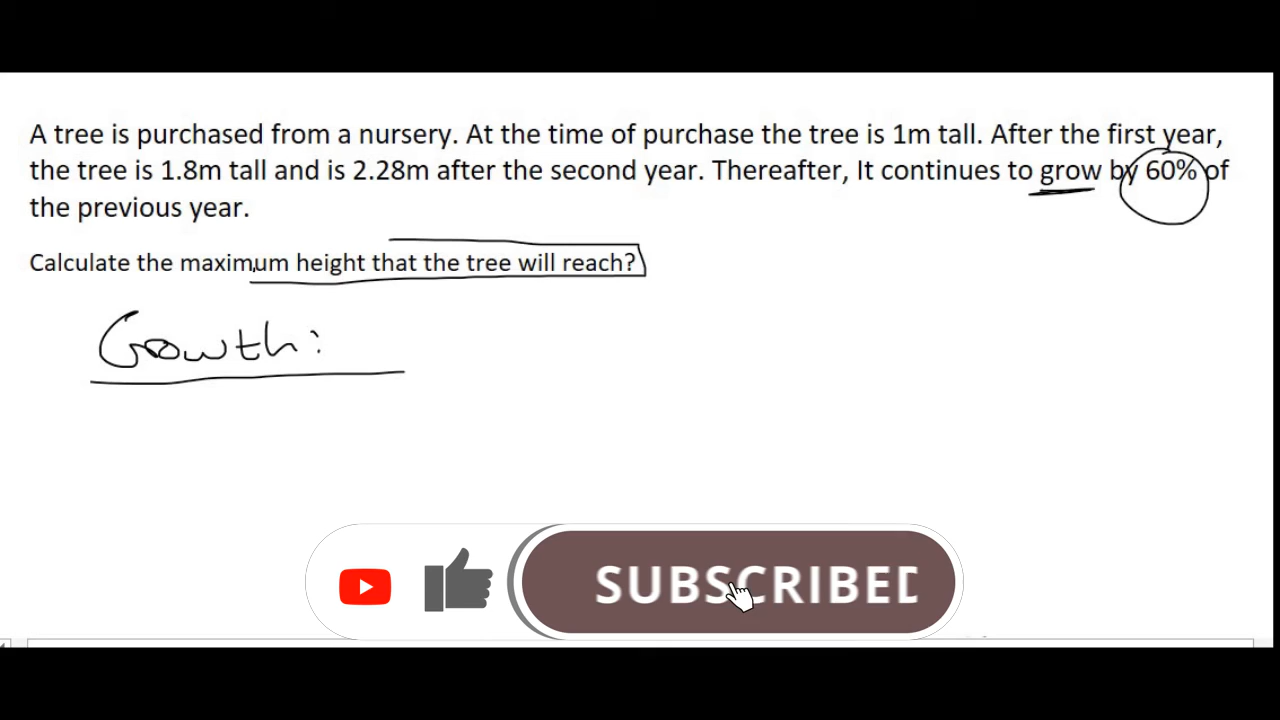 A tree is purchased from a nursery. At the time of purchase the tree is 1m tall. After the first year,
the tree is 1.8m tall and is 2.28m after the second year. Thereafter, It continues to grow by 60% of
the previous year.
Calculate the maximum height that the tree will reach?
Growth:
SUBSCRIBED